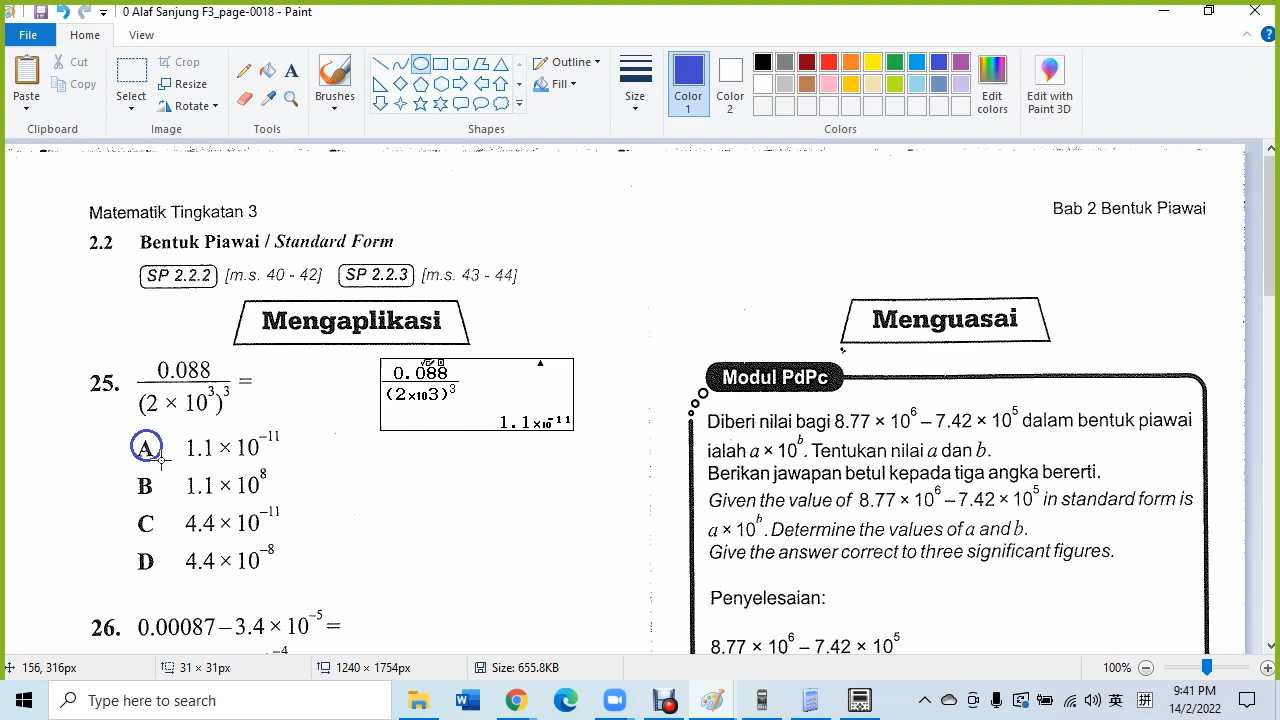 0 Alaf Sanjung F3_page-0018 - Paint
File Home View
Paste
Cut
Copy
Clipboard
Select
Crop
Resize
Rotate
Image
A
Tools
Brushes
Outline
Fill
Shapes
Size
Color 1
Color 2
Edit colors
Colors
Edit with Paint 3D
Matematik Tingkatan 3
Bab 2 Bentuk Piawai
2.2 Bentuk Piawai / Standard Form
SP 2.2.2 [m.s. 40 - 42] SP 2.2.3 [m.s. 43 - 44]
Mengaplikasi
25. 0.088 / (2 × 10³)³ =
0.088
(2×10³)³
1.1×10⁻¹¹
A 1.1 × 10⁻¹¹
B 1.1 × 10⁸
C 4.4 × 10⁻¹¹
D 4.4 × 10⁻⁸
26. 0.00087 – 3.4 × 10⁻⁵ =
−4
Menguasai
Modul PdPc
Diberi nilai bagi 8.77 × 10⁶ – 7.42 × 10⁵ dalam bentuk piawai
ialah a × 10ᵇ. Tentukan nilai a dan b.
Berikan jawapan betul kepada tiga angka bererti.
Given the value of 8.77 × 10⁶ – 7.42 × 10⁵ in standard form is
a × 10ᵇ. Determine the values of a and b.
Give the answer correct to three significant figures.
Penyelesaian:
8.77 × 10⁶ – 7.42 × 10⁵
156, 316px
31 × 31px
1240 × 1754px
Size: 655.8KB
100%
Type here to search
英
拼
9:41 PM
14/2/2022